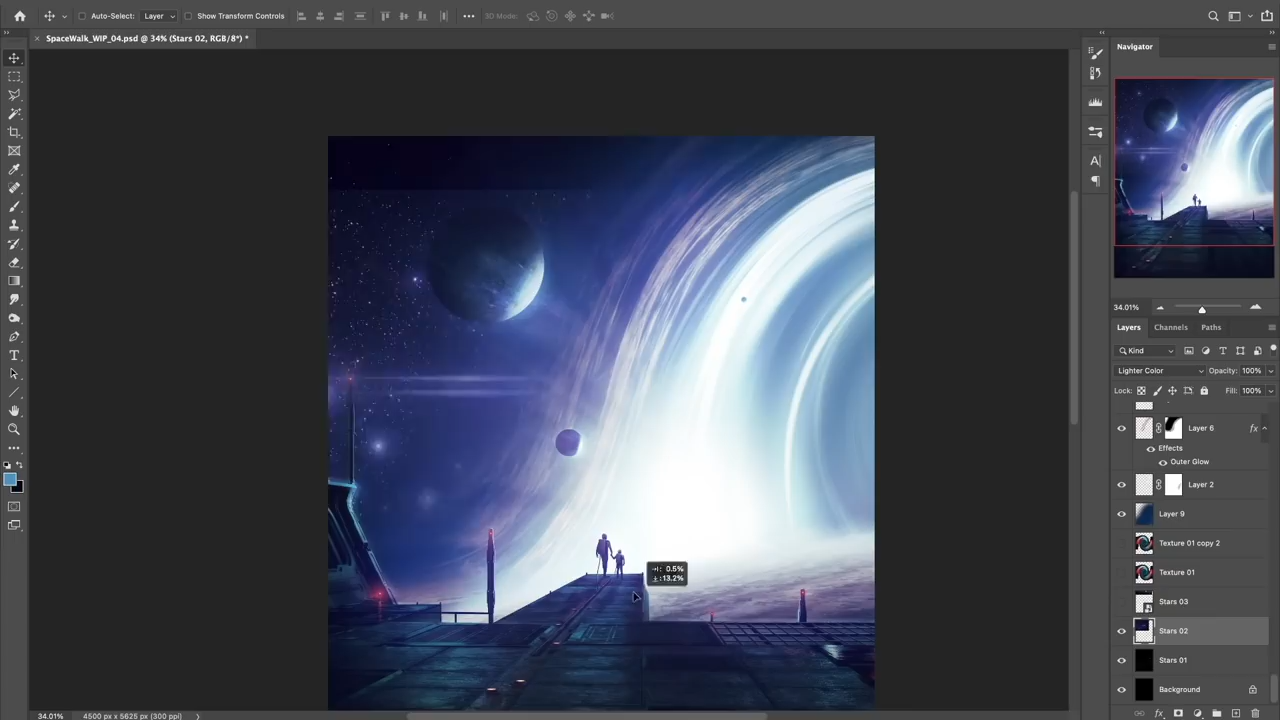 Auto-Select:
Layer
Show Transform Controls
3D Mode:
SpaceWalk_WIP_04.psd @ 34% (Stars 02, RGB/8*) *
Navigator
34.01%
Layers
Channels
Paths
Kind
Lighter Color
Opacity:
100%
Lock:
Fill:
100%
Layer 6
fx
Effects
Outer Glow
Layer 2
Layer 9
Texture 01 copy 2
Texture 01
Stars 03
Stars 02
Stars 01
Background
0.5%
13.2%
34.01%
4500 px x 5625 px (300 ppi)
fx